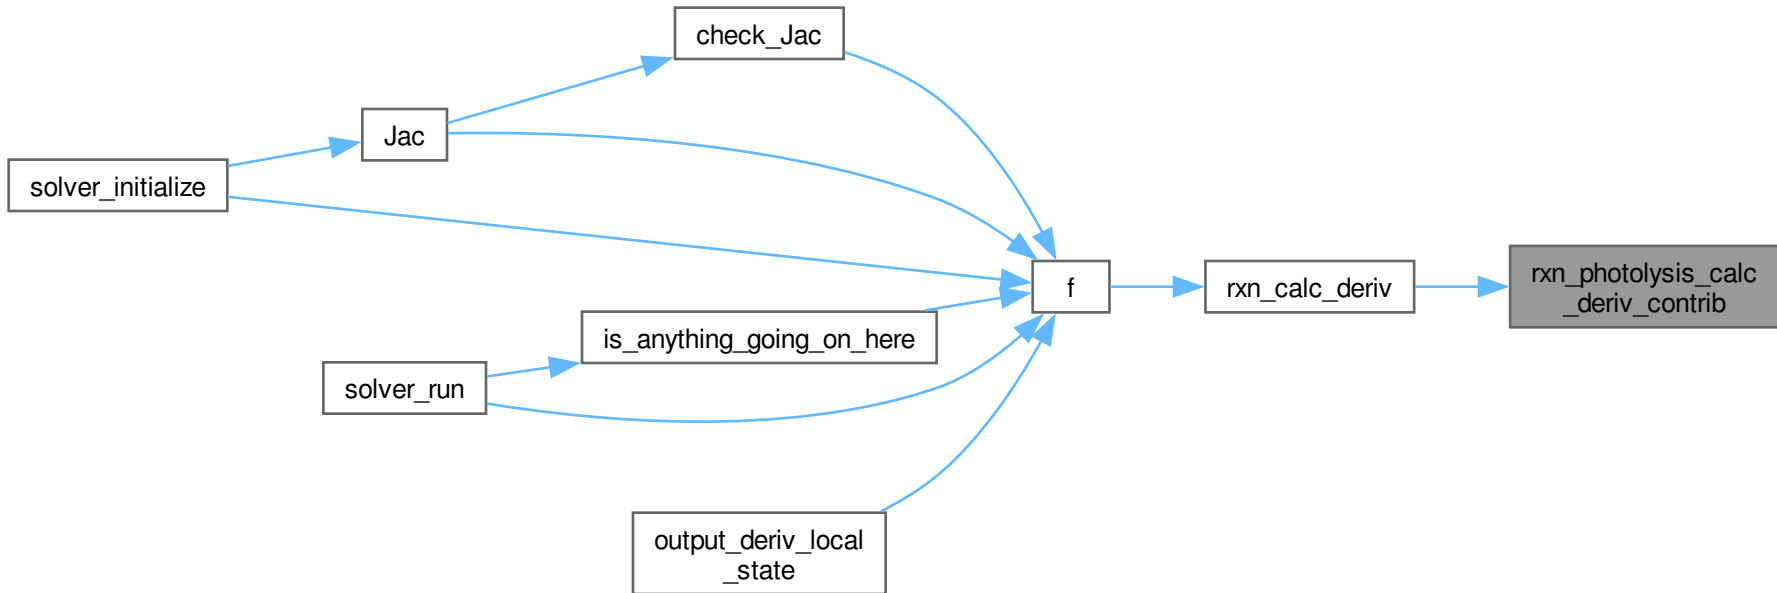 check_Jac
Jac
solver_initialize
rxn_photolysis_calc
_deriv_contrib
f
rxn_calc_deriv
is_anything_going_on_here
solver_run
output_deriv_local
_state